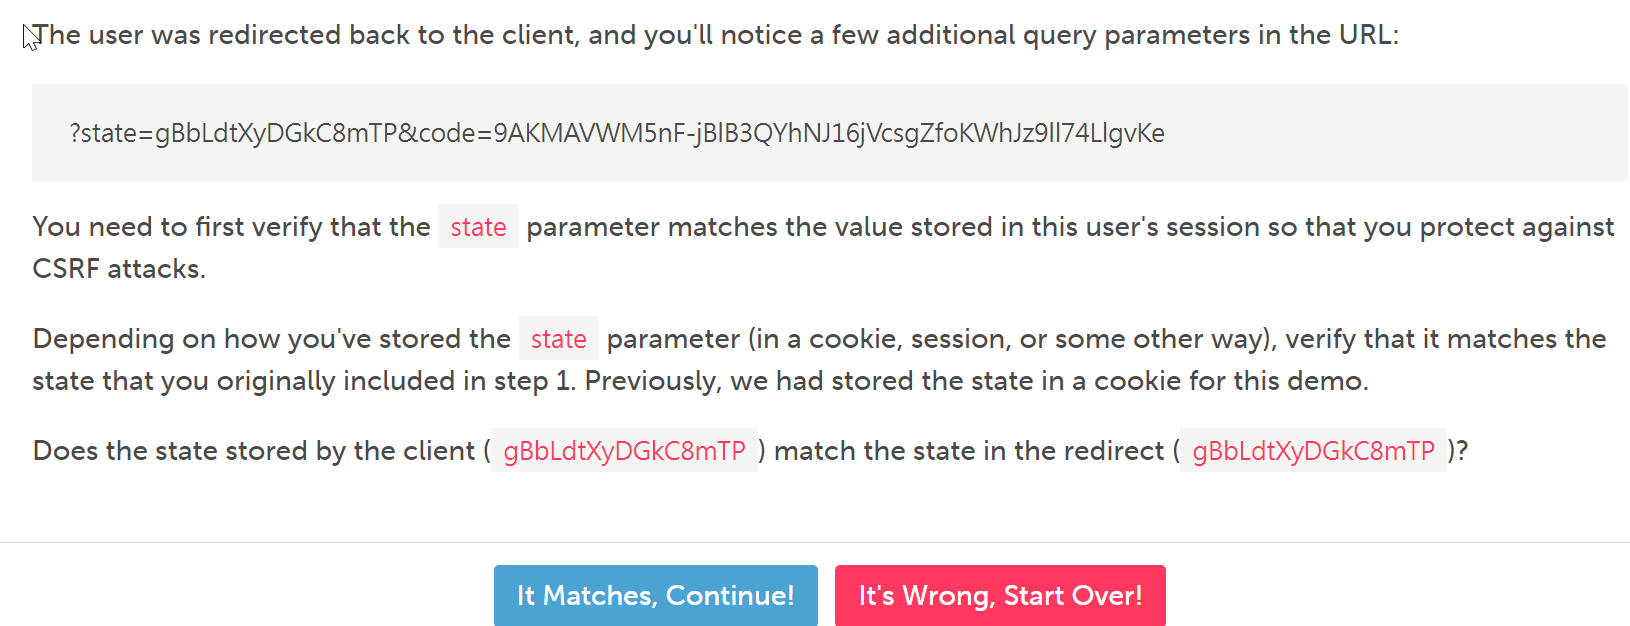 The user was redirected back to the client, and you'll notice a few additional query parameters in the URL:
?state=gBbLdtXyDGkC8mTP&code=9AKMAVWM5nF-jBlB3QYhNJ16jVcsgZfoKWhJz9ll74LlgvKe
You need to first verify that the state parameter matches the value stored in this user's session so that you protect against
CSRF attacks.
Depending on how you've stored the state parameter (in a cookie, session, or some other way), verify that it matches the
state that you originally included in step 1. Previously, we had stored the state in a cookie for this demo.
Does the state stored by the client ( gBbLdtXyDGkC8mTP ) match the state in the redirect ( gBbLdtXyDGkC8mTP )?
It Matches, Continue!
It's Wrong, Start Over!